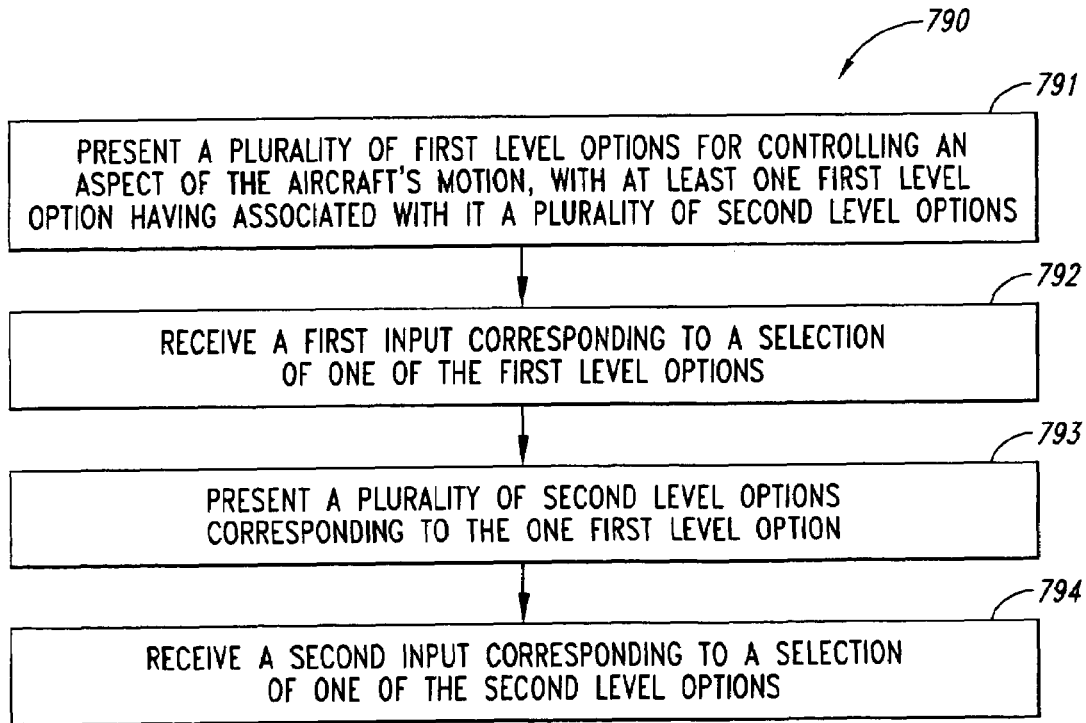 790
791
PRESENT A PLURALITY OF FIRST LEVEL OPTIONS FOR CONTROLLING AN
ASPECT OF THE AIRCRAFT'S MOTION, WITH AT LEAST ONE FIRST LEVEL
OPTION HAVING ASSOCIATED WITH IT A PLURALITY OF SECOND LEVEL OPTIONS
792
RECEIVE A FIRST INPUT CORRESPONDING TO A SELECTION
OF ONE OF THE FIRST LEVEL OPTIONS
793
PRESENT A PLURALITY OF SECOND LEVEL OPTIONS
CORRESPONDING TO THE ONE FIRST LEVEL OPTION
794
RECEIVE A SECOND INPUT CORRESPONDING TO A SELECTION
OF ONE OF THE SECOND LEVEL OPTIONS